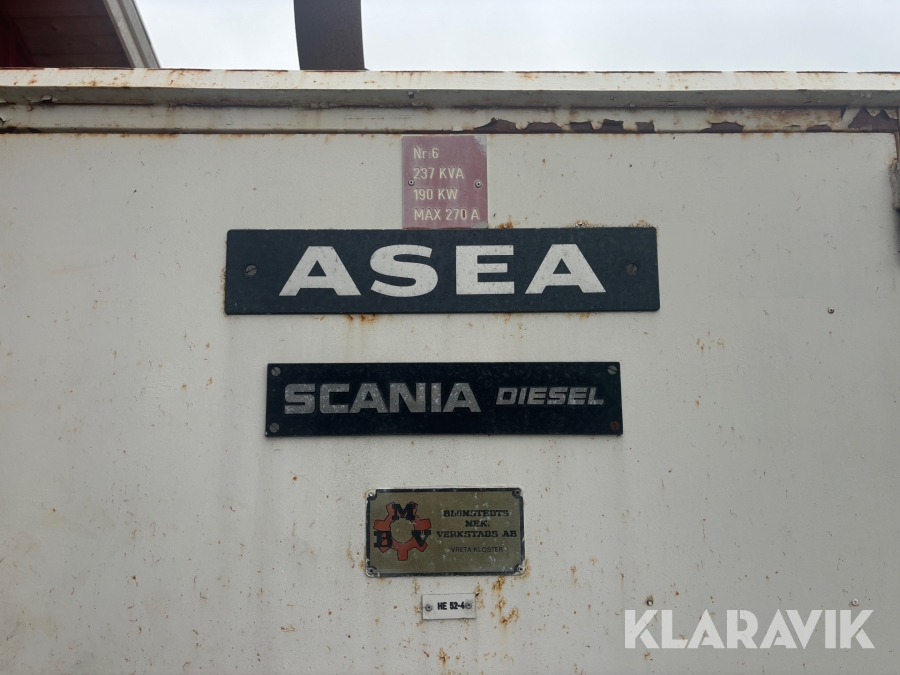 Nr:6
237 KVA
190 KW
MAX 270 A
ASEA
SCANIA DIESEL
M
B V
BLOMSTEDTS
MEK.
VERKSTADS AB
VRETA KLOSTER
HE 52-4
KLARAVIK